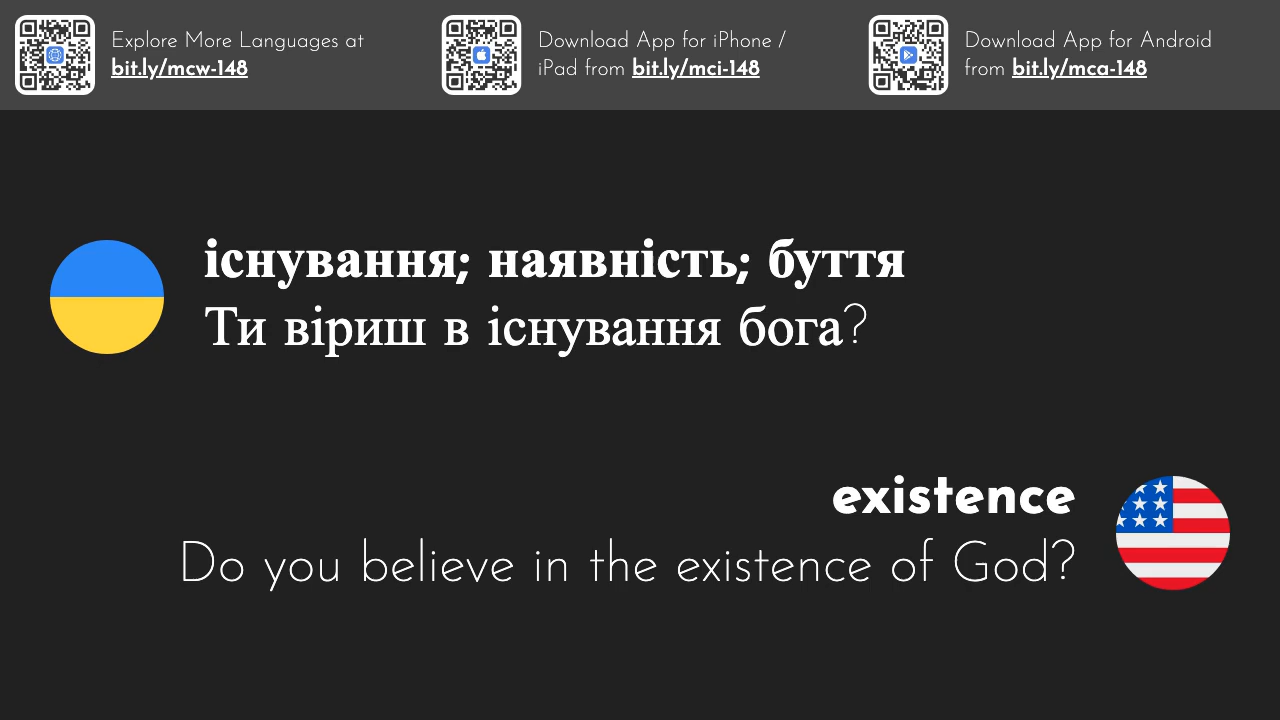 Explore More Languages at
bit.ly/mcw-148
Download App for iPhone /
iPad from bit.ly/mci-148
Download App for Android
from bit.ly/mca-148
існування; наявність; буття
Ти віриш в існування бога?
existence
Do you believe in the existence of God?